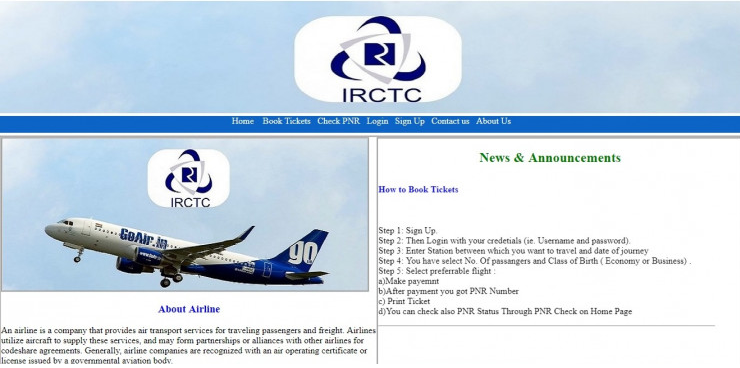 IRCTC
Home Book Tickets Check PNR Login Sign Up Contact us About Us
IRCTC
GoAir.in
90
About Airline
An airline is a company that provides air transport services for traveling passengers and freight. Airlines
utilize aircraft to supply these services, and may form partnerships or alliances with other airlines for
codeshare agreements. Generally, airline companies are recognized with an air operating certificate or
license issued by a governmental aviation body.
News & Announcements
How to Book Tickets
Step 1: Sign Up.
Step 2: Then Login with your credetials (ie. Username and password).
Step 3: Enter Station between which you want to travel and date of journey
Step 4: You have select No. Of passangers and Class of Birth ( Economy or Business) .
Step 5: Select preferrable flight :
a)Make payemnt
b)After payment you got PNR Number
c) Print Ticket
d)You can check also PNR Status Through PNR Check on Home Page